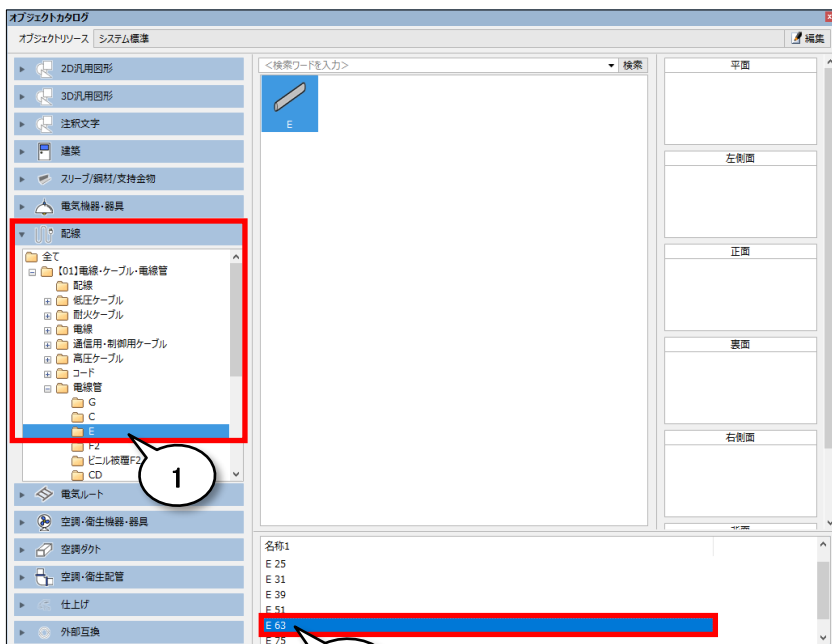 オブジェクトカタログ
オブジェクトリソース システム標準 編集
2D汎用図形
3D汎用図形
注釈文字
建築
スリーブ/鋼材/支持金物
電気機器・器具
配線
全て
【01】電線・ケーブル・電線管
配線
低圧ケーブル
耐火ケーブル
電線
通信用・制御用ケーブル
高圧ケーブル
コード
電線管
G
C
E
F2
ビニル被覆F2
CD
1
電気ルート
空調・衛生機器・器具
空調ダクト
空調・衛生配管
仕上げ
外部互換
<検索ワードを入力> 検索
E
名称1
E 25
E 31
E 39
E 51
E 63
E 75
平面
左側面
正面
裏面
右側面